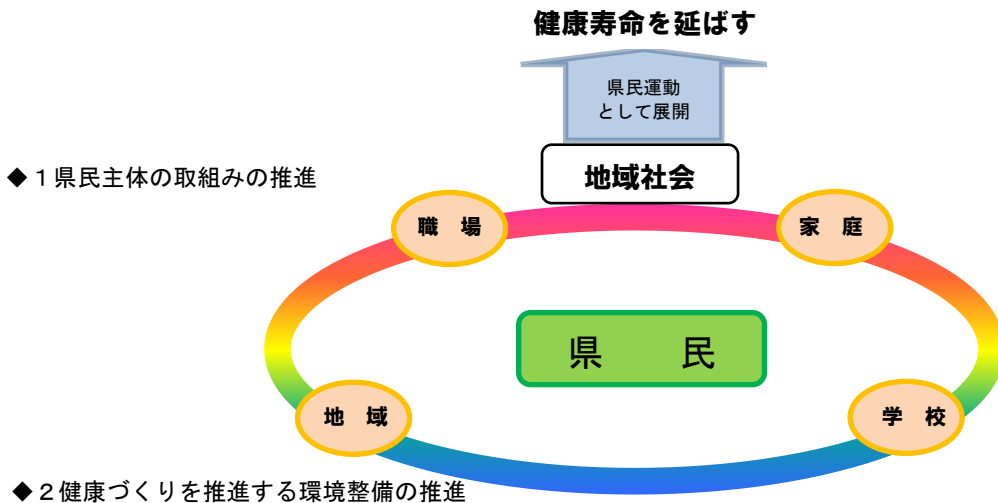 健康寿命を延ばす
県民運動
として展開
地域社会
◆１県民主体の取組みの推進
職　場
家　庭
県　　民
地　域
学　校
◆２健康づくりを推進する環境整備の推進